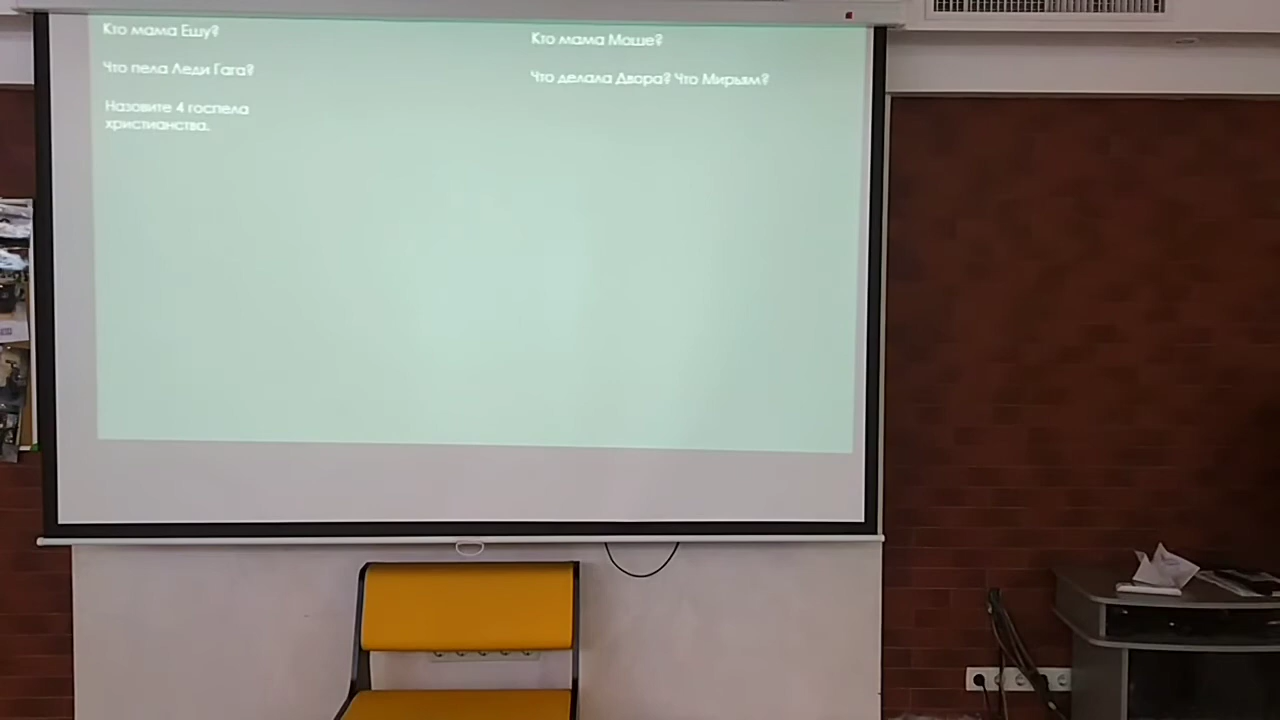 Кто мама Ешу?
Что пела Леди Гага?
Назовите 4 госпела
христианства.
Кто мама Моше?
Что делала Двора? Что Мирьям?